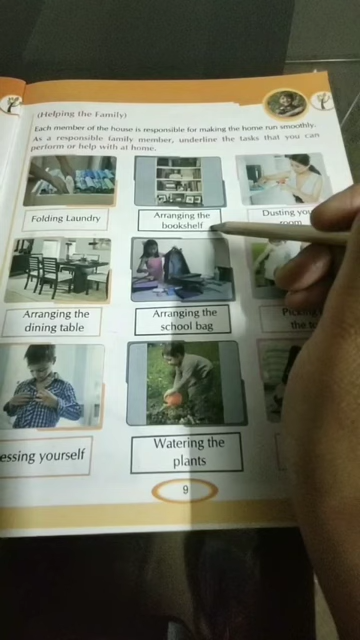 (Helping the Family)
Each member of the house is responsible for making the home run smoothly.
As a responsible family member, underline the tasks that you can
perform or help with at home.
Folding Laundry
Arranging the
bookshelf
Dusting
room
Arranging the
dining table
Arranging the
school bag
the
essing yourself
Watering the
plants
9